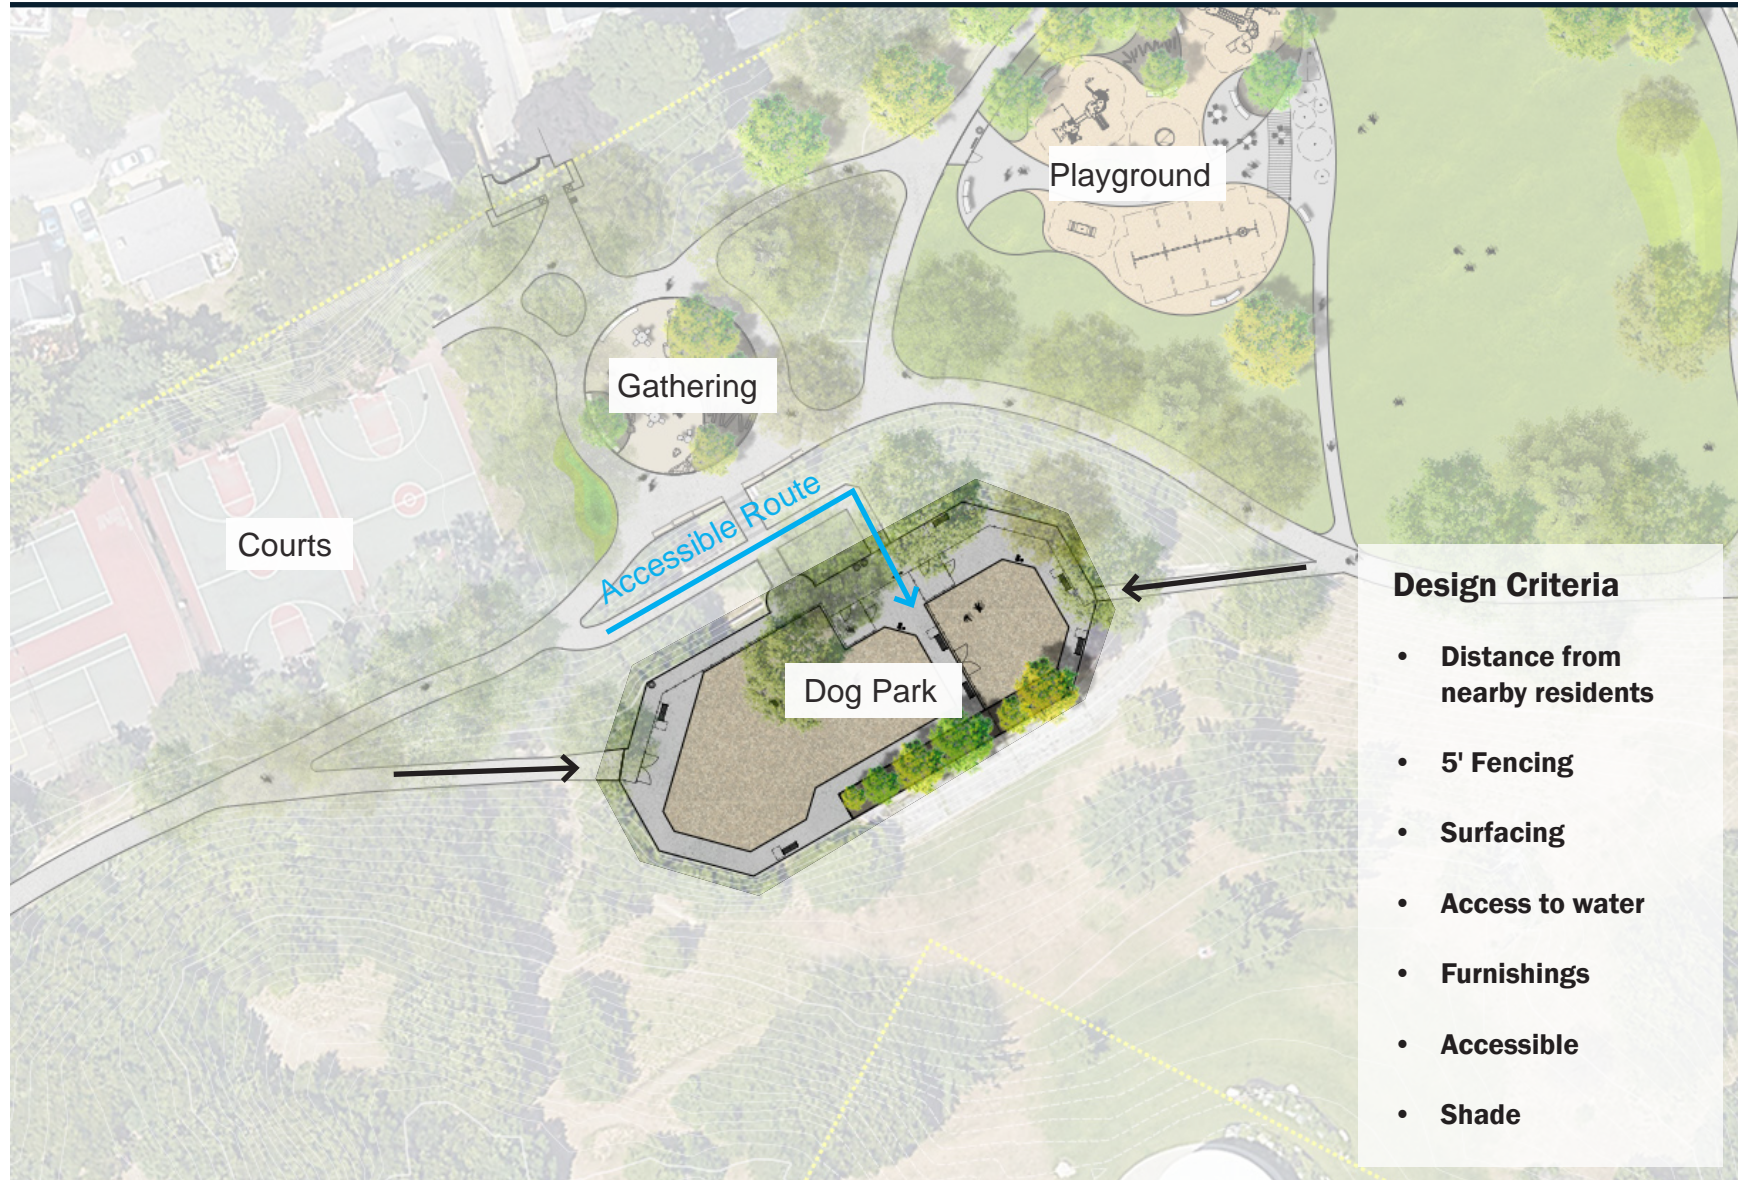 Playground
Gathering
Accessible Route
Courts
Dog Park
Design Criteria
• Distance from
nearby residents
• 5' Fencing
• Surfacing
• Access to water
• Furnishings
• Accessible
• Shade